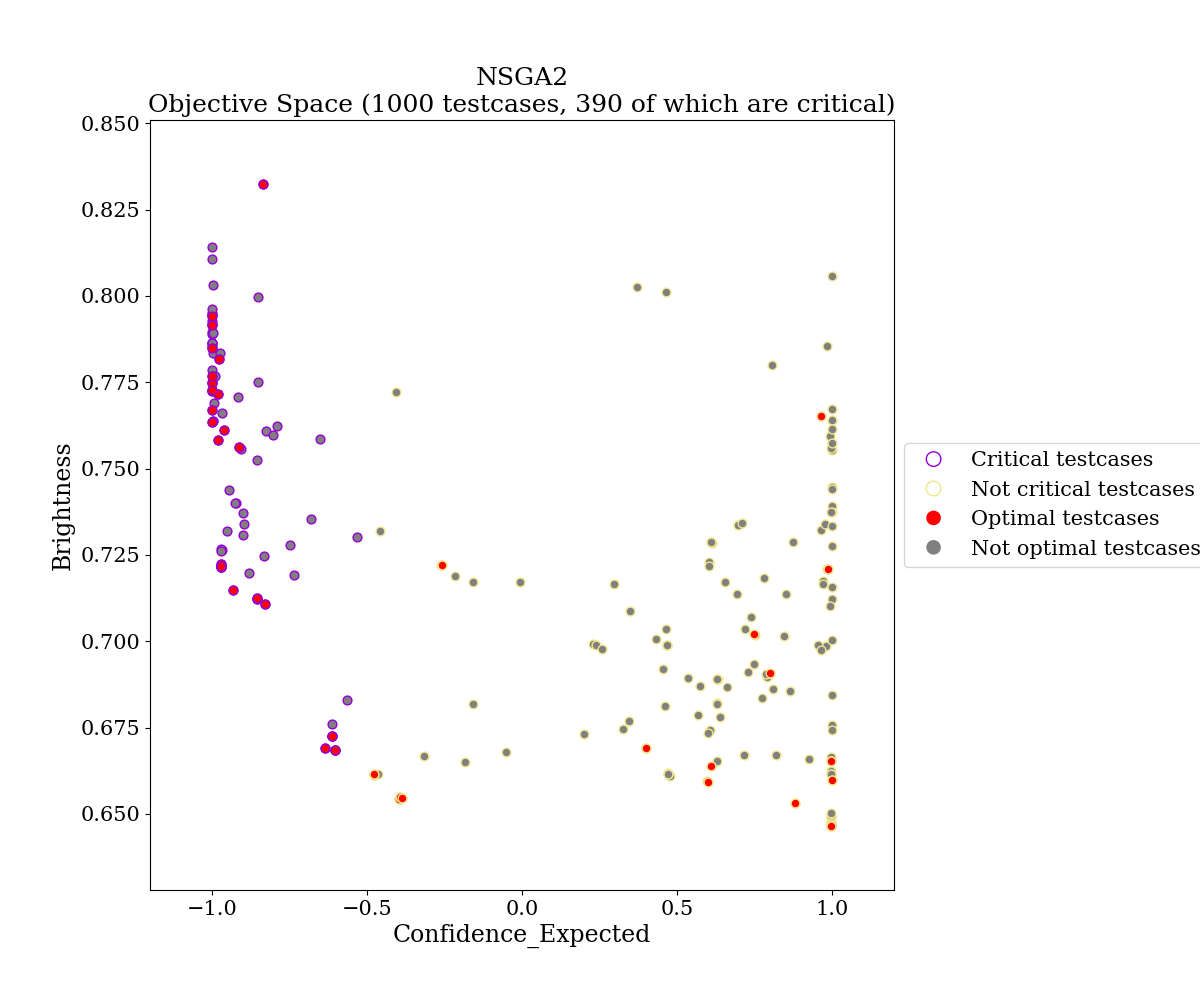 NSGA2
Objective Space (1000 testcases, 390 of which are critical)
0.850
0.825
0.800
0.775
0.750
0.725
0.700
0.675
0.650
Brightness
−1.0
−0.5
0.0
0.5
1.0
Confidence_Expected
Critical testcases
Not critical testcases
Optimal testcases
Not optimal testcases